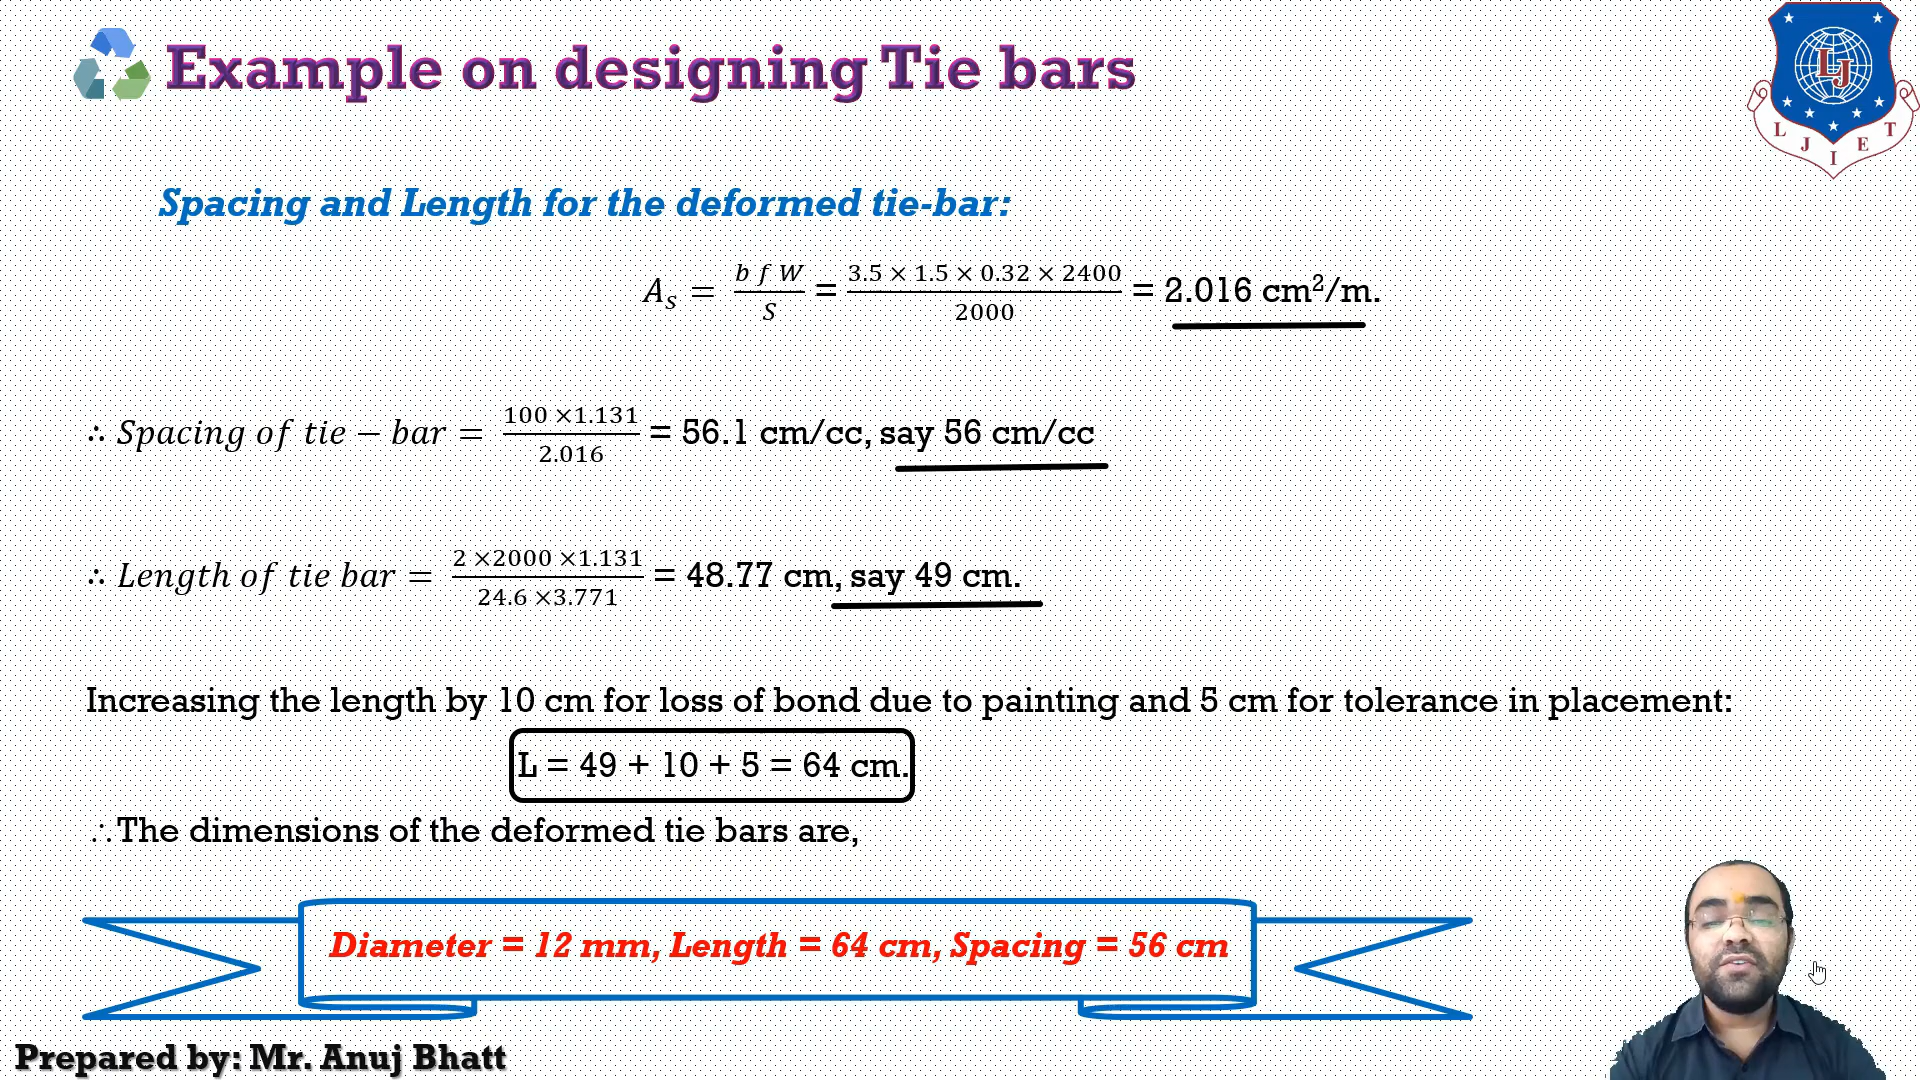 Example on designing Tie bars
LJ
L J I E T
Spacing and Length for the deformed tie-bar:
A_s = b f W / S = 3.5 × 1.5 × 0.32 × 2400 / 2000 = 2.016 cm²/m.
∴ Spacing of tie − bar = 100 ×1.131 / 2.016 = 56.1 cm/cc, say 56 cm/cc
∴ Length of tie bar = 2 ×2000 ×1.131 / 24.6 ×3.771 = 48.77 cm, say 49 cm.
Increasing the length by 10 cm for loss of bond due to painting and 5 cm for tolerance in placement:
L = 49 + 10 + 5 = 64 cm.
∴The dimensions of the deformed tie bars are,
Diameter = 12 mm, Length = 64 cm, Spacing = 56 cm
Prepared by: Mr. Anuj Bhatt